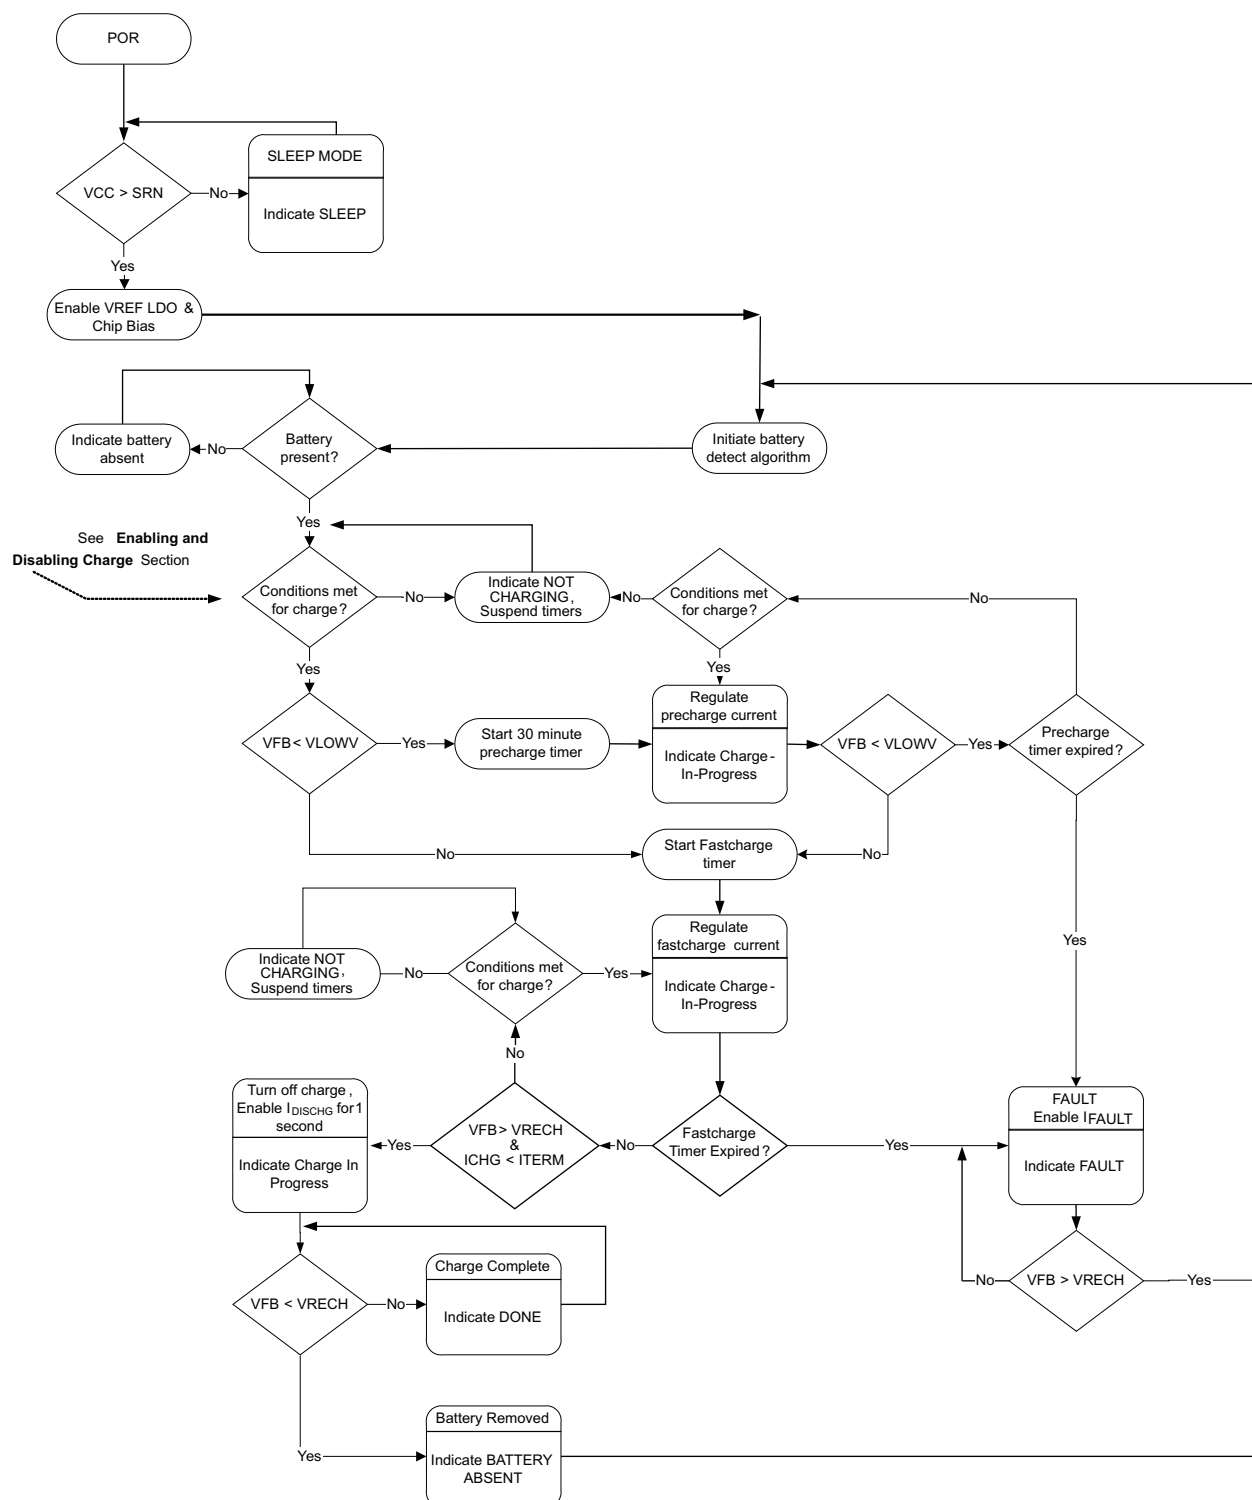 POR
SLEEP MODE
VCC > SRN
No
Indicate SLEEP
Yes
Enable VREF LDO &
Chip Bias
Indicate battery
absent
No
Battery
present?
Initiate battery
detect algorithm
Yes
See Enabling and
Disabling Charge Section
Conditions met
for charge?
No
Indicate NOT
CHARGING,
Suspend timers
No
Conditions met
for charge?
No
Yes
Yes
VFB < VLOWV
Yes
Start 30 minute
precharge timer
Regulate
precharge current
Indicate Charge-
In-Progress
VFB < VLOWV
Yes
Precharge
timer expired?
No
Start Fastcharge
timer
No
Indicate NOT
CHARGING,
Suspend timers
No
Conditions met
for charge?
Yes
Regulate
fastcharge current
Indicate Charge-
In-Progress
Yes
No
Turn off charge,
Enable IDISCHG for 1
second
Indicate Charge In
Progress
Yes
VFB > VRECH
&
ICHG < ITERM
No
Fastcharge
Timer Expired?
Yes
FAULT
Enable IFAULT
Indicate FAULT
VFB < VRECH
No
Charge Complete
Indicate DONE
No
VFB > VRECH
Yes
Yes
Battery Removed
Indicate BATTERY
ABSENT